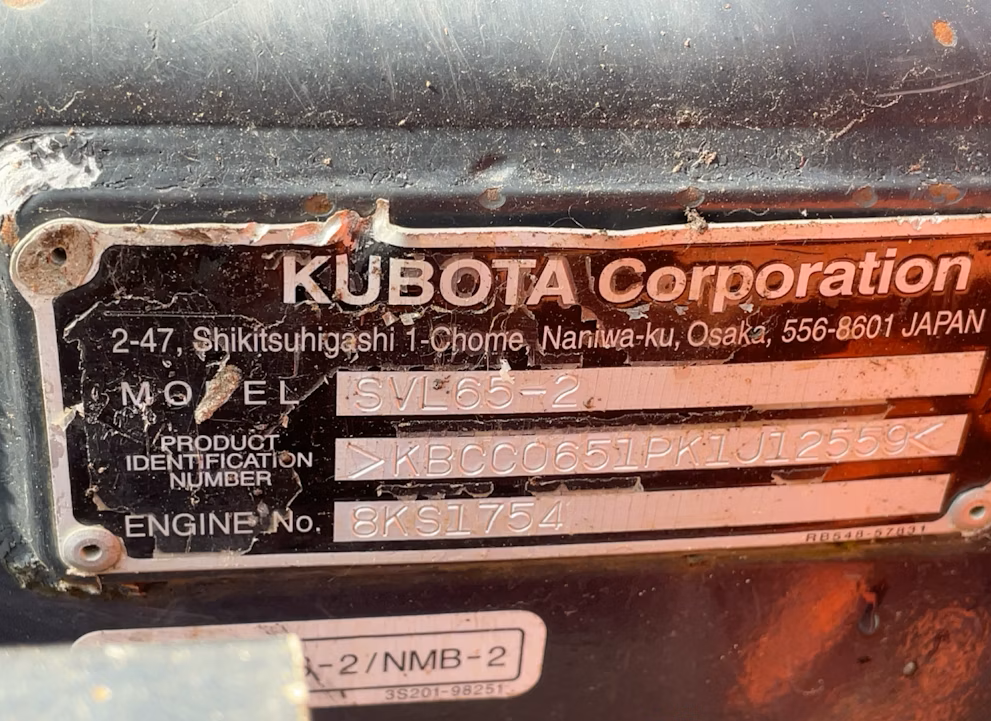 KUBOTA Corporation
2-47, Shikitsuhigashi 1-Chome, Naniwa-ku, Osaka, 556-8601 JAPAN
MODEL SVL65-2
PRODUCT
IDENTIFICATION
NUMBER
>KBCC0651PK1J12559<
ENGINE No. 8KS1754
RB548-57831
-2/NMB-2
3S201-98251